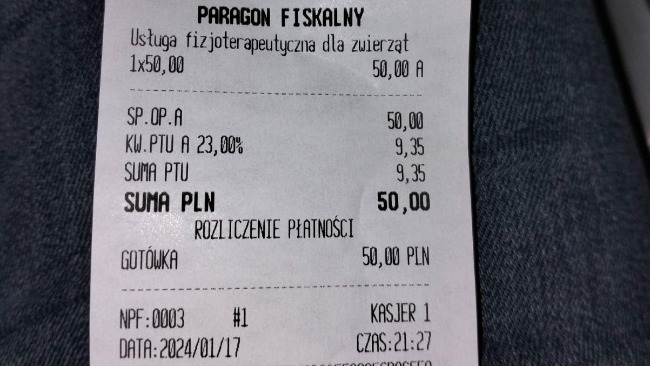 PARAGON FISKALNY
Usługa fizjoterapeutyczna dla zwierząt
1x50,00 50,00 A
SP.OP.A 50,00
KW.PTU A 23,00% 9,35
SUMA PTU 9,35
SUMA PLN 50,00
ROZLICZENIE PŁATNOŚCI
GOTÓWKA 50,00 PLN
NPF:0003 #1 KASJER 1
DATA:2024/01/17 CZAS:21:27